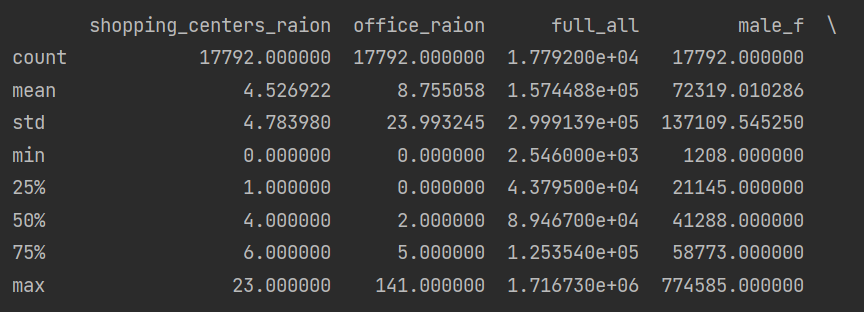 shopping_centers_raion office_raion full_all male_f \
count 17792.000000 17792.000000 1.779200e+04 17792.000000
mean 4.526922 8.755058 1.574488e+05 72319.010286
std 4.783980 23.993245 2.999139e+05 137109.545250
min 0.000000 0.000000 2.546000e+03 1208.000000
25% 1.000000 0.000000 4.379500e+04 21145.000000
50% 4.000000 2.000000 8.946700e+04 41288.000000
75% 6.000000 5.000000 1.253540e+05 58773.000000
max 23.000000 141.000000 1.716730e+06 774585.000000